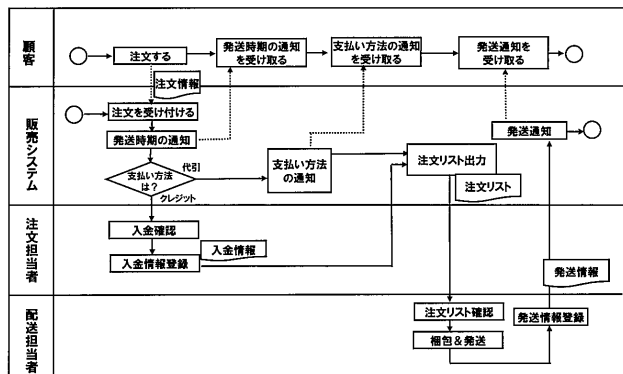 顧客
注文する
発送時期の通知
を受け取る
支払い方法の通知
を受け取る
発送通知を
受け取る
注文情報
販売システム
注文を受け付ける
発送時期の通知
支払い方法
は?
代引
クレジット
支払い方法
の通知
注文リスト出力
注文リスト
発送通知
注文担当者
入金確認
入金情報登録
入金情報
発送情報
配送担当者
注文リスト確認
梱包&発送
発送情報登録